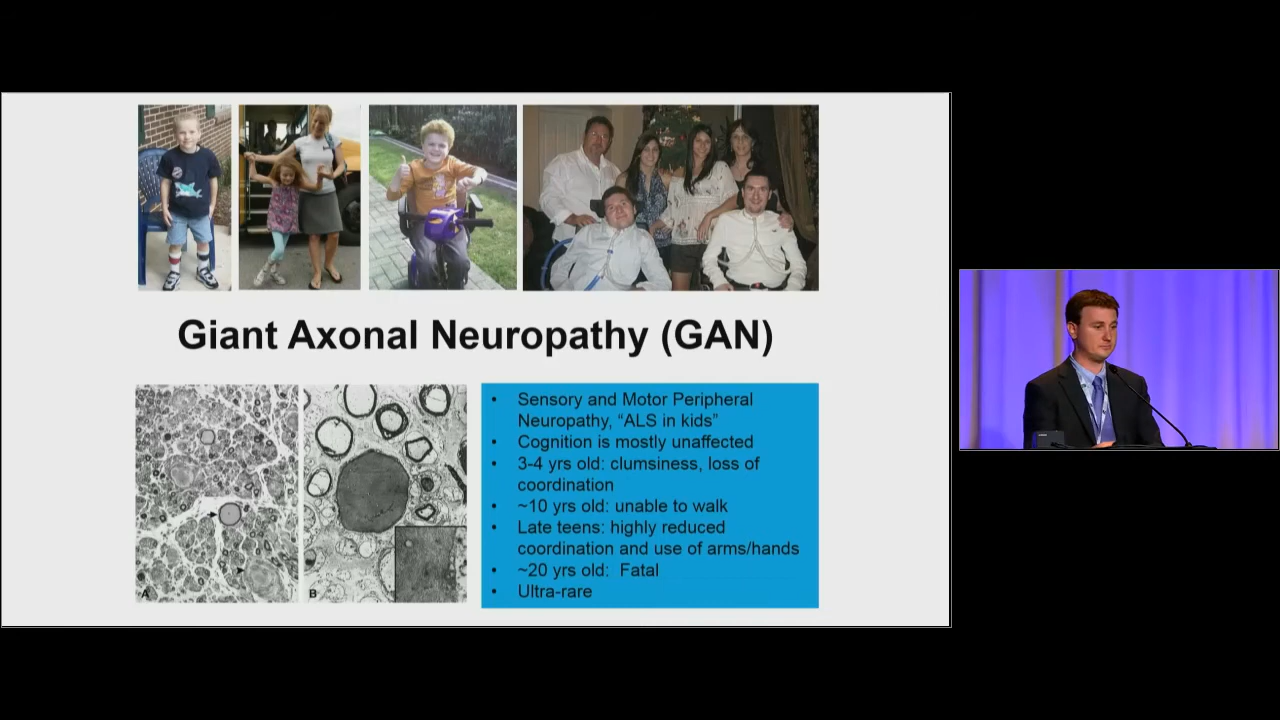 Giant Axonal Neuropathy (GAN)
A
B
• Sensory and Motor Peripheral
Neuropathy, “ALS in kids”
• Cognition is mostly unaffected
• 3-4 yrs old: clumsiness, loss of
coordination
• ~10 yrs old: unable to walk
• Late teens: highly reduced
coordination and use of arms/hands
• ~20 yrs old:  Fatal
• Ultra-rare